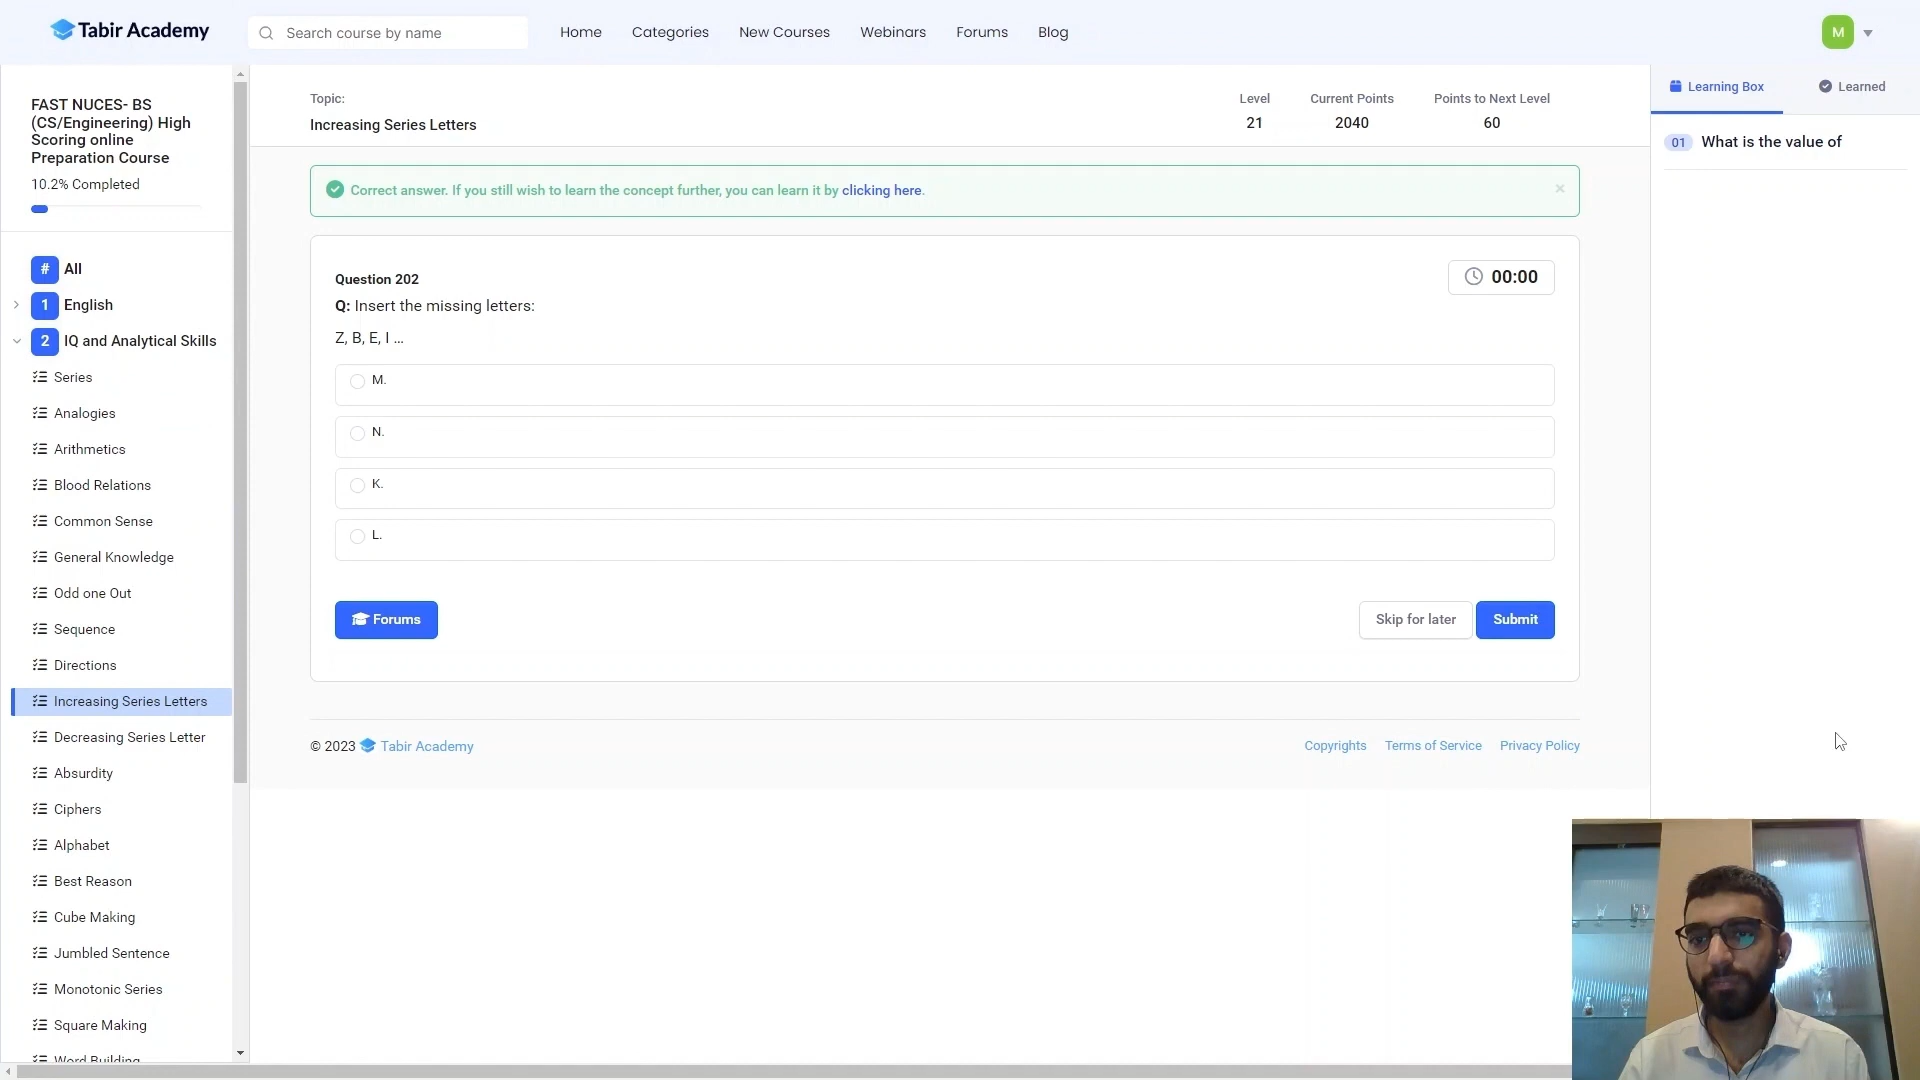 Tabir Academy
Search course by name
Home
Categories
New Courses
Webinars
Forums
Blog
M
FAST NUCES- BS
(CS/Engineering) High
Scoring online
Preparation Course
10.2% Completed
# All
1 English
2 IQ and Analytical Skills
Series
Analogies
Arithmetics
Blood Relations
Common Sense
General Knowledge
Odd one Out
Sequence
Directions
Increasing Series Letters
Decreasing Series Letter
Absurdity
Ciphers
Alphabet
Best Reason
Cube Making
Jumbled Sentence
Monotonic Series
Square Making
Word Building
Topic:
Increasing Series Letters
Level
21
Current Points
2040
Points to Next Level
60
Correct answer. If you still wish to learn the concept further, you can learn it by clicking here.
Question 202
00:00
Q: Insert the missing letters:
Z, B, E, I ...
M.
N.
K.
L.
Forums
Skip for later
Submit
© 2023 Tabir Academy
Copyrights
Terms of Service
Privacy Policy
Learning Box
Learned
01 What is the value of